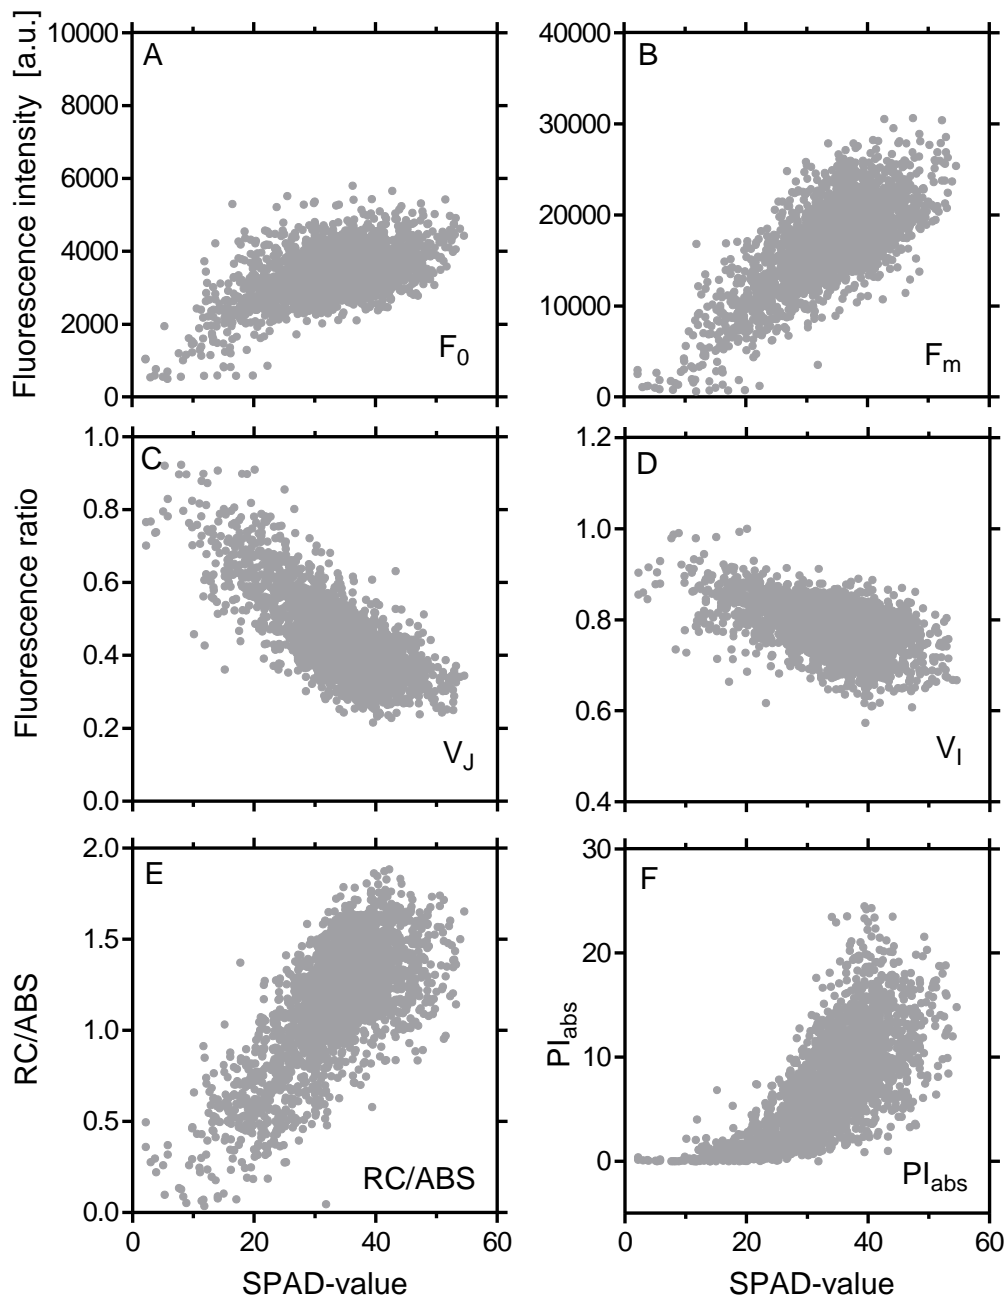 Fluorescence intensity [a.u.]
10000
8000
6000
4000
2000
0
A
F0
40000
30000
20000
10000
0
B
Fm
Fluorescence ratio
1.0
0.8
0.6
0.4
0.2
0.0
C
VJ
1.2
1.0
0.8
0.6
0.4
D
VI
RC/ABS
2.0
1.5
1.0
0.5
0.0
E
RC/ABS
0 20 40 60
SPAD-value
PIabs
30
20
10
0
F
PIabs
0 20 40 60
SPAD-value